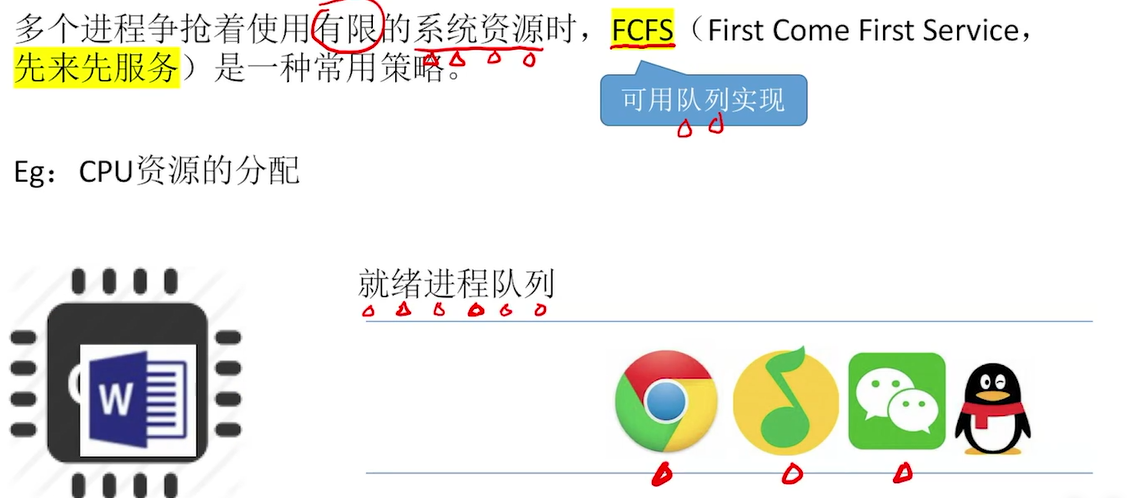 多个进程争抢着使用有限的系统资源时，FCFS（First Come First Service，
先来先服务）是一种常用策略。
可用队列实现
Eg：CPU资源的分配
就绪进程队列
W